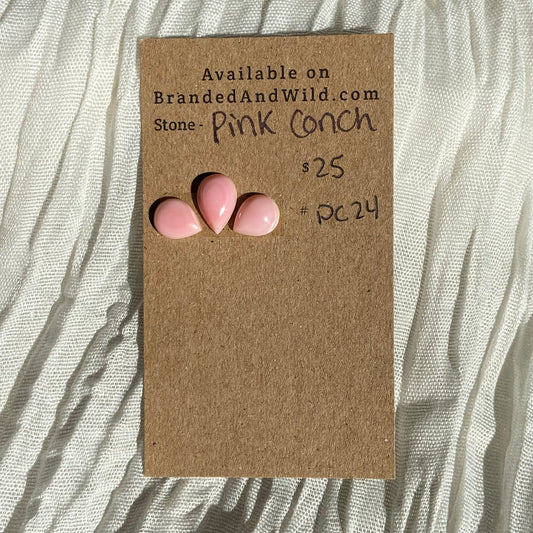 Available on
BrandedAndWild.com
Stone - Pink Conch
$25
# PC24